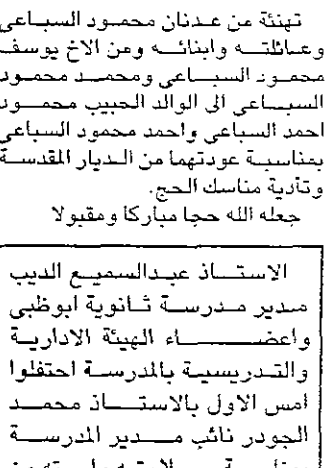 تهنئة من عدنان محمود السباعي
وعائلته وابنائه ومن الاخ يوسف
محمود السباعي ومحمد محمود
السباعي الى الوالد الحبيب محمود
احمد السباعي واحمد محمود السباعي
بمناسبة عودتهما من الديار المقدسة
وتأدية مناسك الحج.
جعله الله حجا مباركا ومقبولا
الاستاذ عبدالسميع الديب
مدير مدرسة ثانوية ابوظبي
واعضاء الهيئة الادارية
والتدريسية بالمدرسة احتفلوا
امس الاول بالاستاذ محمد
الجودر نائب مدير المدرسة